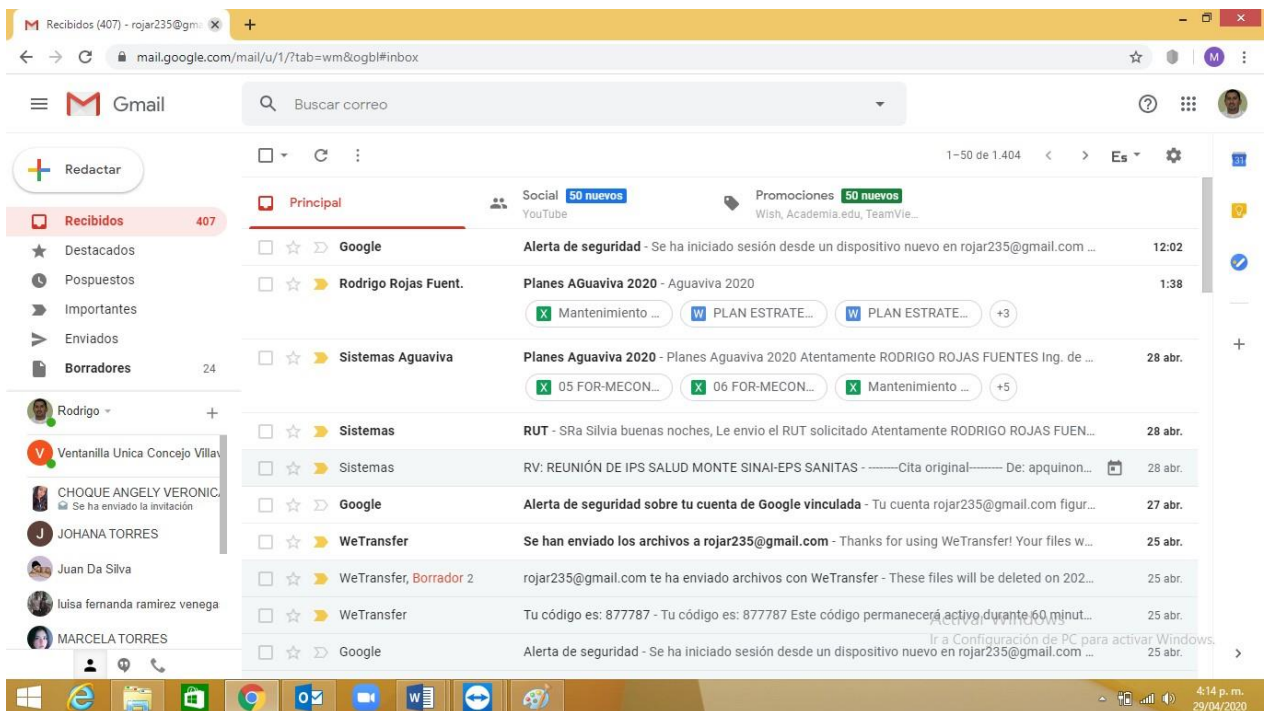 Recibidos (407) - rojar235@gma
mail.google.com/mail/u/1/?tab=wm&ogbl#inbox
M
Gmail
Buscar correo
Redactar
1–50 de 1.404
Es
31
Principal
Social 50 nuevos
YouTube
Promociones 50 nuevos
Wish, Academia.edu, TeamVie...
Recibidos 407
Destacados
Pospuestos
Importantes
Enviados
Borradores 24
Rodrigo
V Ventanilla Unica Concejo Villav
CHOQUE ANGELY VERONICA
Se ha enviado la invitación
J JOHANA TORRES
Juan Da Silva
luisa fernanda ramirez venega
MARCELA TORRES
Google Alerta de seguridad - Se ha iniciado sesión desde un dispositivo nuevo en rojar235@gmail.com ... 12:02
Rodrigo Rojas Fuent. Planes AGuaviva 2020 - Aguaviva 2020 1:38
X Mantenimiento ... W PLAN ESTRATE... W PLAN ESTRATE... +3
Sistemas Aguaviva Planes Aguaviva 2020 - Planes Aguaviva 2020 Atentamente RODRIGO ROJAS FUENTES Ing. de ... 28 abr.
X 05 FOR-MECON... X 06 FOR-MECON... X Mantenimiento ... +5
Sistemas RUT - SRa Silvia buenas noches, Le envio el RUT solicitado Atentamente RODRIGO ROJAS FUEN... 28 abr.
Sistemas RV: REUNIÓN DE IPS SALUD MONTE SINAI-EPS SANITAS - --------Cita original--------- De: apquinon... 28 abr.
Google Alerta de seguridad sobre tu cuenta de Google vinculada - Tu cuenta rojar235@gmail.com figur... 27 abr.
WeTransfer Se han enviado los archivos a rojar235@gmail.com - Thanks for using WeTransfer! Your files w... 25 abr.
WeTransfer, Borrador 2 rojar235@gmail.com te ha enviado archivos con WeTransfer - These files will be deleted on 202... 25 abr.
WeTransfer Tu código es: 877787 - Tu código es: 877787 Este código permanecerá activo durante 60 minut... 25 abr.
Google Alerta de seguridad - Se ha iniciado sesión desde un dispositivo nuevo en rojar235@gmail.com ... 25 abr.
Activar Windows
Ir a Configuración de PC para activar Windows.
4:14 p. m.
29/04/2020